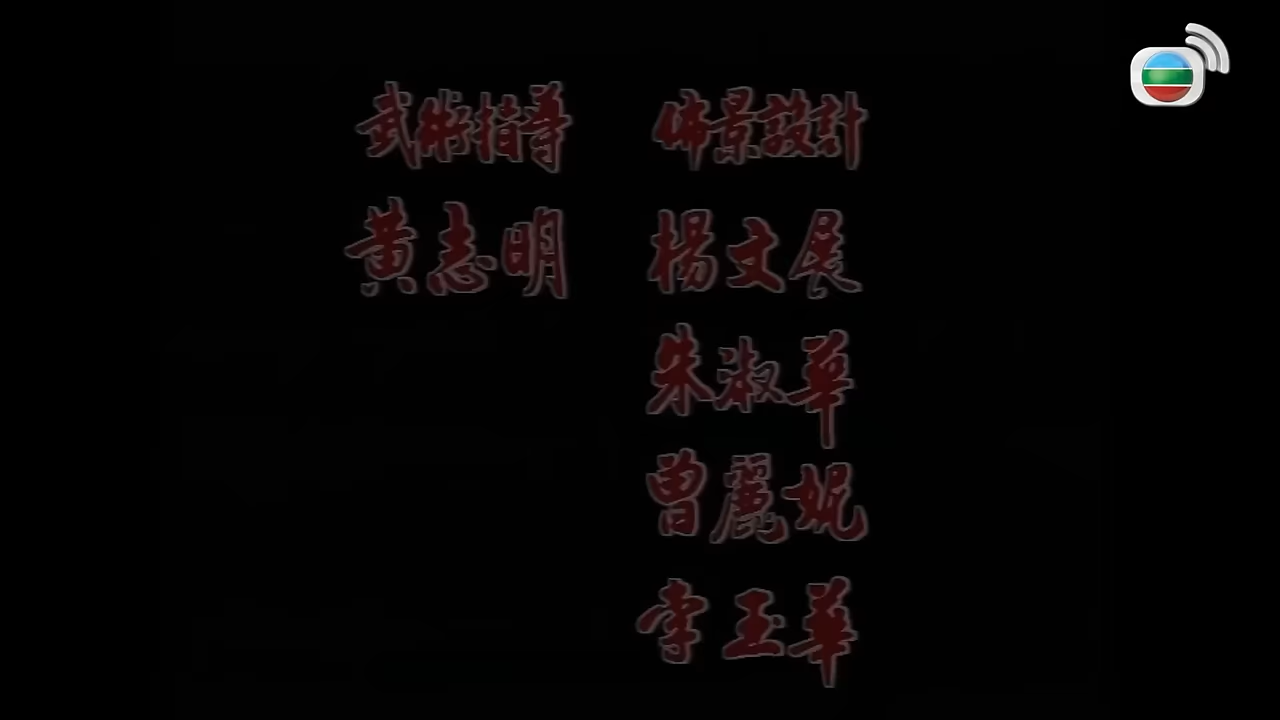 武術指導
黃志明
佈景設計
楊文展
朱淑華
曾麗妮
李玉華